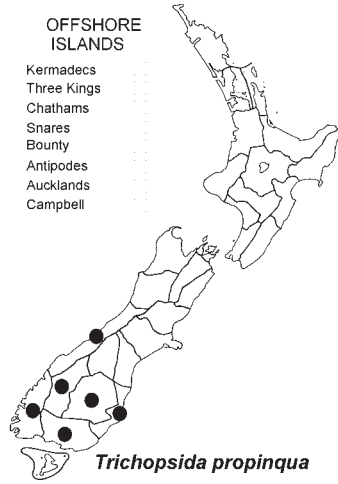 OFFSHORE
ISLANDS
Kermadecs
Three Kings
Chathams
Snares
Bounty
Antipodes
Aucklands
Campbell
Trichopsida propinqua